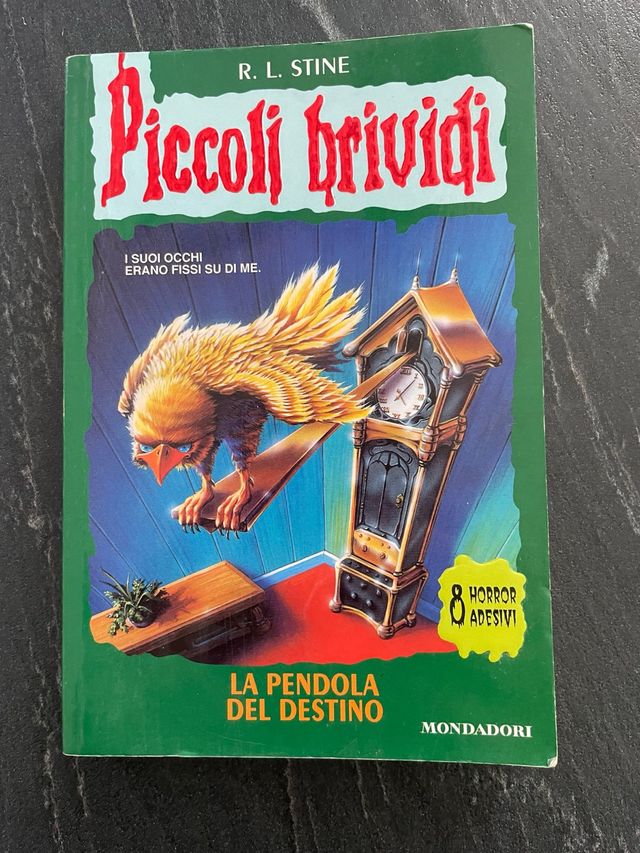 R. L. STINE
Piccoli brividi
I SUOI OCCHI
ERANO FISSI SU DI ME.
8 HORROR
ADESIVI
LA PENDOLA
DEL DESTINO
MONDADORI